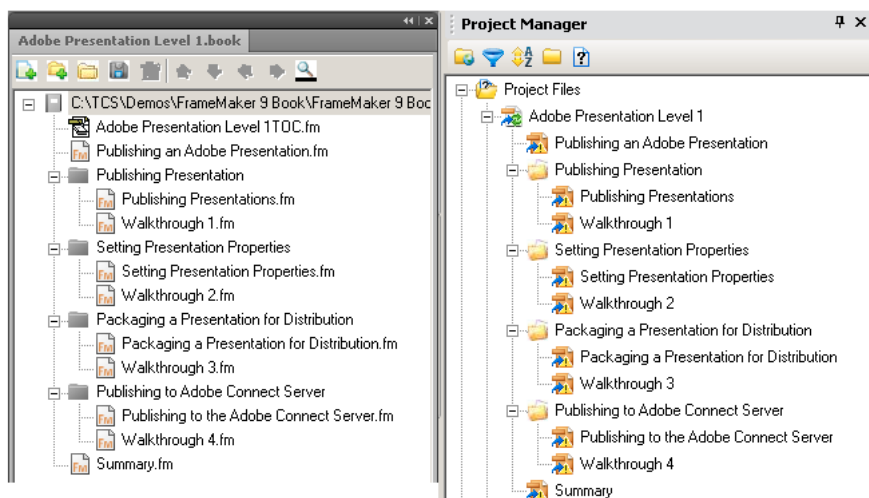 Adobe Presentation Level 1.book
C:\TCS\Demos\FrameMaker 9 Book\FrameMaker 9 Boo
Adobe Presentation Level 1TOC.fm
Publishing an Adobe Presentation.fm
Publishing Presentation
Publishing Presentations.fm
Walkthrough 1.fm
Setting Presentation Properties
Setting Presentation Properties.fm
Walkthrough 2.fm
Packaging a Presentation for Distribution
Packaging a Presentation for Distribution.fm
Walkthrough 3.fm
Publishing to Adobe Connect Server
Publishing to the Adobe Connect Server.fm
Walkthrough 4.fm
Summary.fm
Project Manager
Project Files
Adobe Presentation Level 1
Publishing an Adobe Presentation
Publishing Presentation
Publishing Presentations
Walkthrough 1
Setting Presentation Properties
Setting Presentation Properties
Walkthrough 2
Packaging a Presentation for Distribution
Packaging a Presentation for Distribution
Walkthrough 3
Publishing to Adobe Connect Server
Publishing to the Adobe Connect Server
Walkthrough 4
Summary